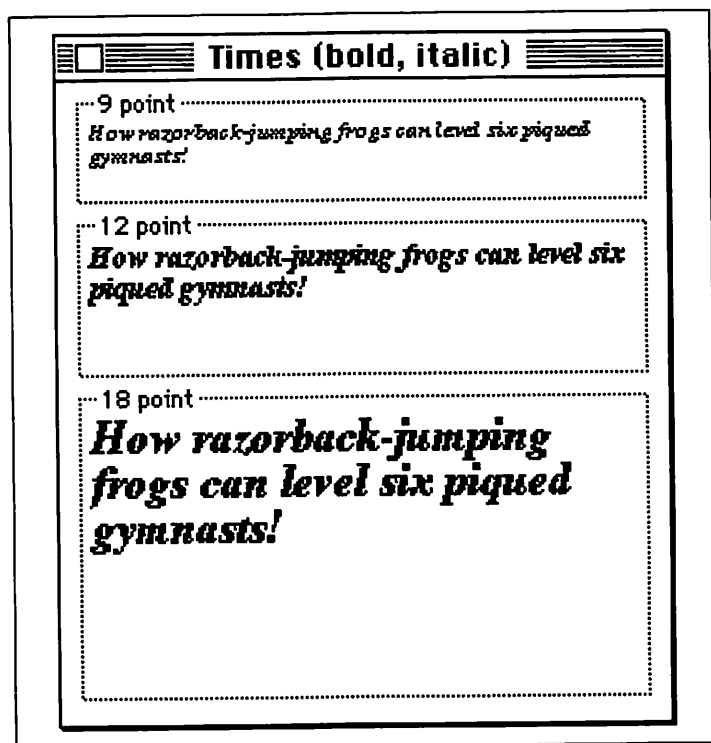 Times (bold, italic)
9 point
How razorback-jumping frogs can level six piqued
gymnasts!
12 point
How razorback-jumping frogs can level six
piqued gymnasts!
18 point
How razorback-jumping
frogs can level six piqued
gymnasts!